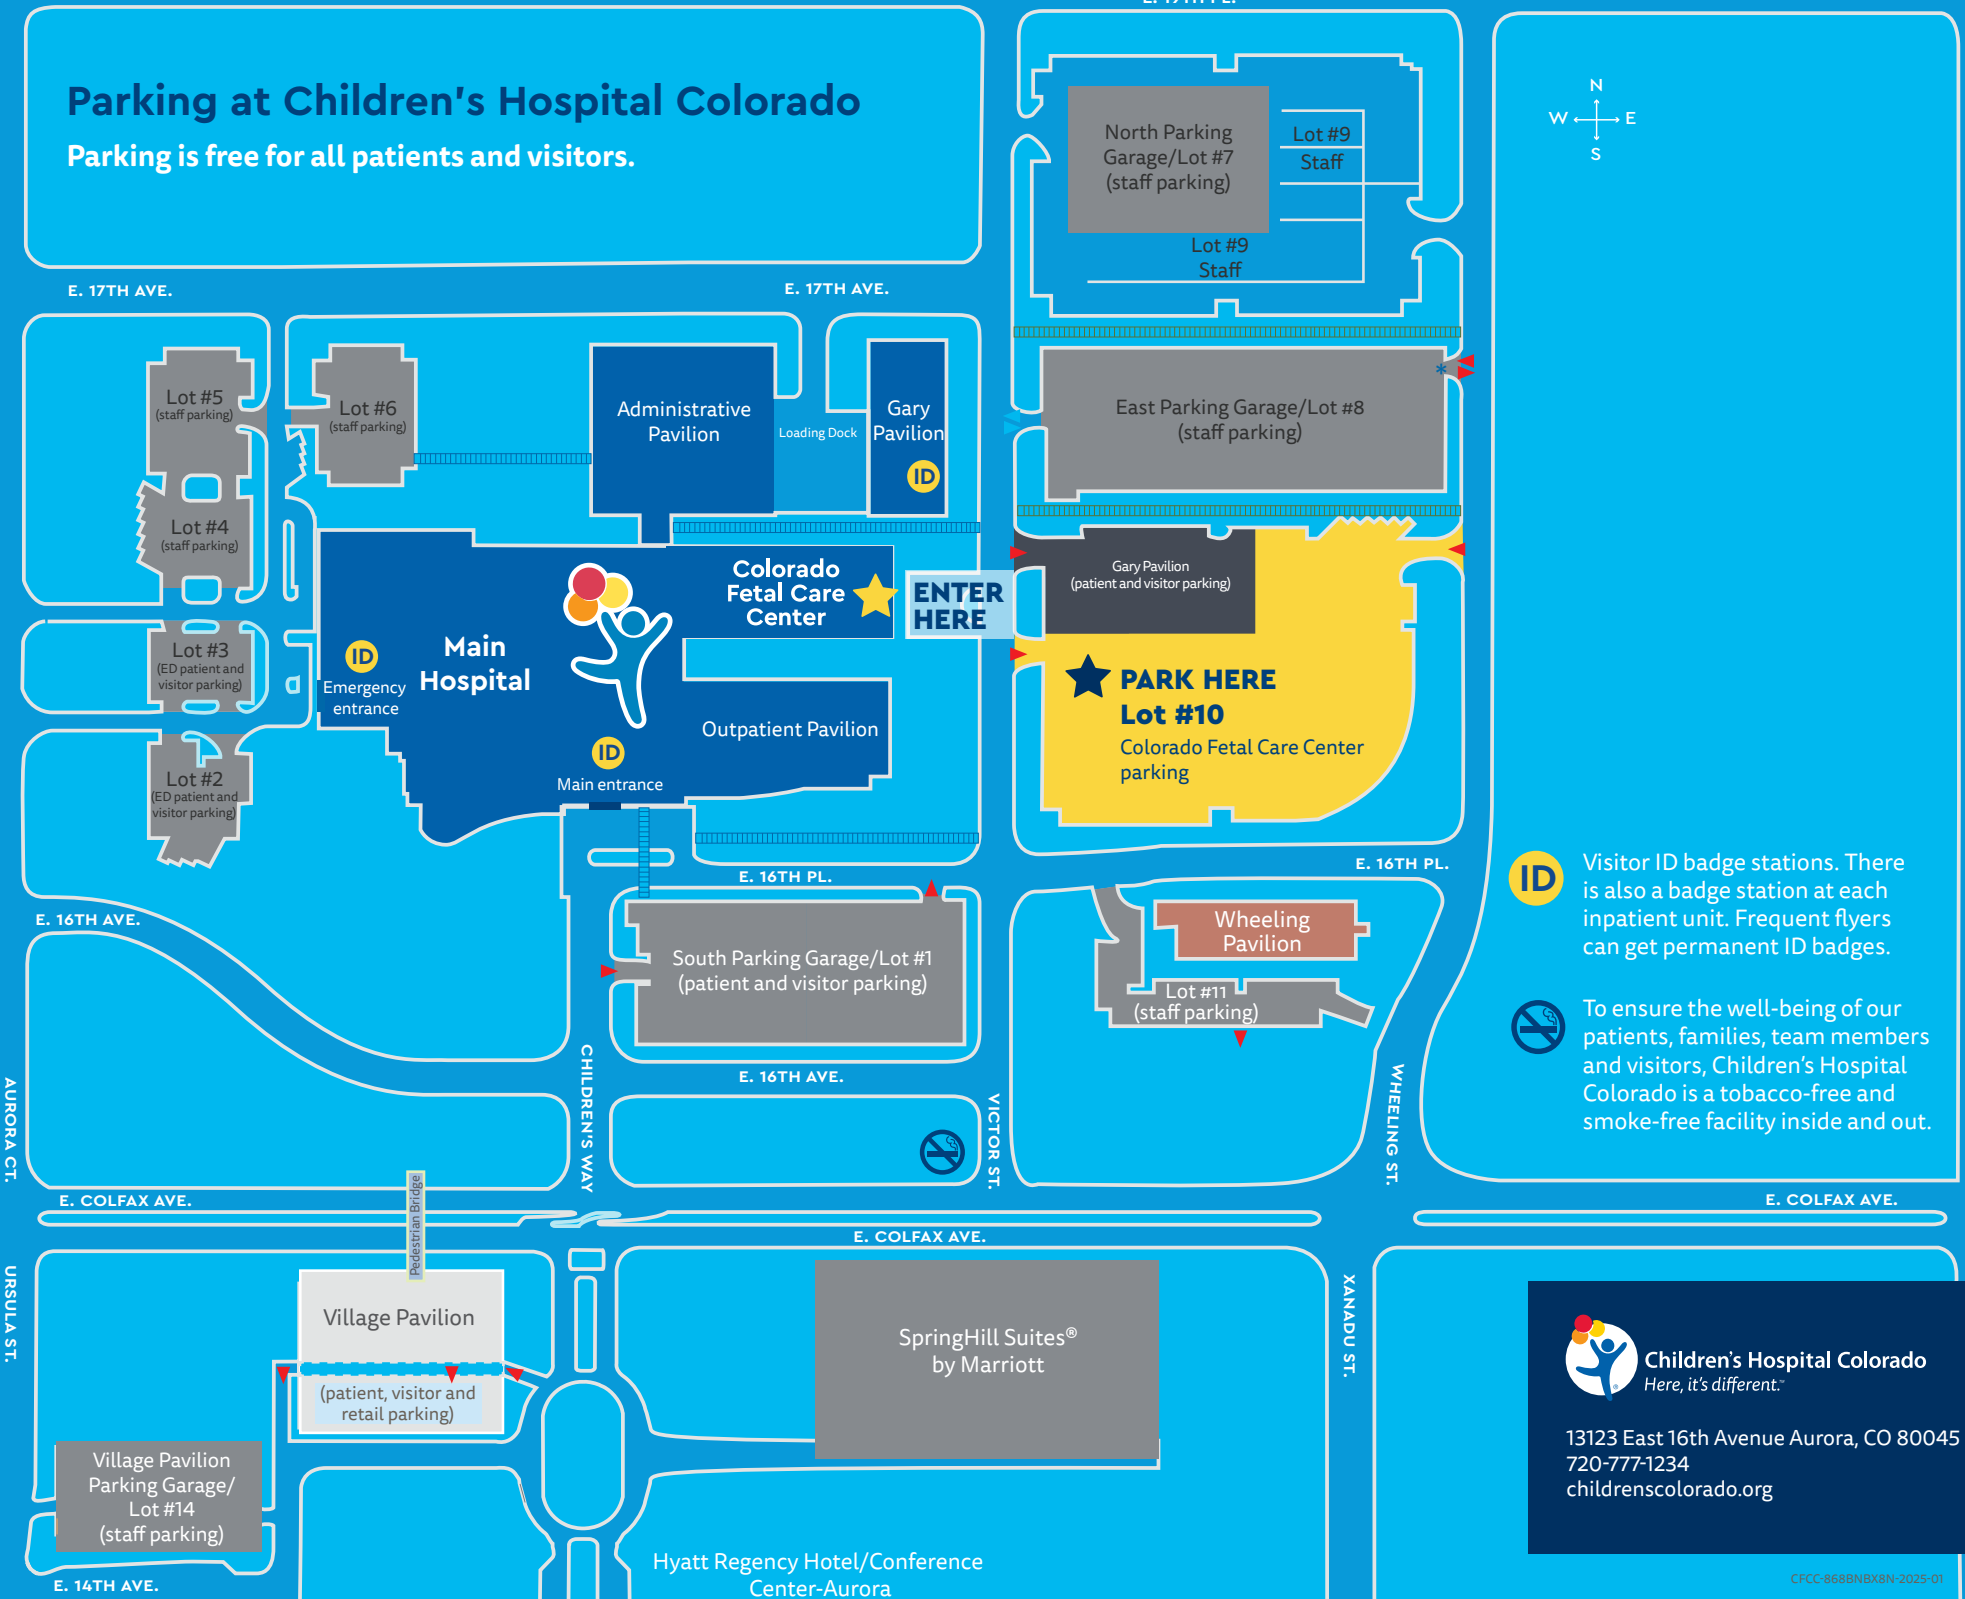 E. 17TH PL.
Parking at Children's Hospital Colorado
Parking is free for all patients and visitors.
N
W E
S
North Parking
Garage/Lot #7
(staff parking)
Lot #9
Staff
Lot #9
Staff
E. 17TH AVE.
E. 17TH AVE.
Lot #5
(staff parking)
Lot #6
(staff parking)
Administrative
Pavilion
Loading Dock
Gary
Pavilion
ID
East Parking Garage/Lot #8
(staff parking)
*
Lot #4
(staff parking)
Colorado
Fetal Care
Center
ENTER
HERE
Gary Pavilion
(patient and visitor parking)
Lot #3
(ED patient and
visitor parking)
ID
Emergency
entrance
Main
Hospital
PARK HERE
Lot #10
Colorado Fetal Care Center
parking
Outpatient Pavilion
ID
Main entrance
Lot #2
(ED patient and
visitor parking)
E. 16TH PL.
E. 16TH PL.
ID
Visitor ID badge stations. There
is also a badge station at each
inpatient unit. Frequent flyers
can get permanent ID badges.
E. 16TH AVE.
South Parking Garage/Lot #1
(patient and visitor parking)
Wheeling
Pavilion
Lot #11
(staff parking)
To ensure the well-being of our
patients, families, team members
and visitors, Children's Hospital
Colorado is a tobacco-free and
smoke-free facility inside and out.
E. 16TH AVE.
AURORA CT.
CHILDREN'S WAY
VICTOR ST.
WHEELING ST.
E. COLFAX AVE.
Pedestrian Bridge
E. COLFAX AVE.
E. COLFAX AVE.
URSULA ST.
XANADU ST.
Village Pavilion
(patient, visitor and
retail parking)
SpringHill Suites®
by Marriott
Children's Hospital Colorado
Here, it's different.™
13123 East 16th Avenue Aurora, CO 80045
720-777-1234
childrenscolorado.org
Village Pavilion
Parking Garage/
Lot #14
(staff parking)
E. 14TH AVE.
Hyatt Regency Hotel/Conference
Center-Aurora
CFCC-868BNBX8N-2025-01